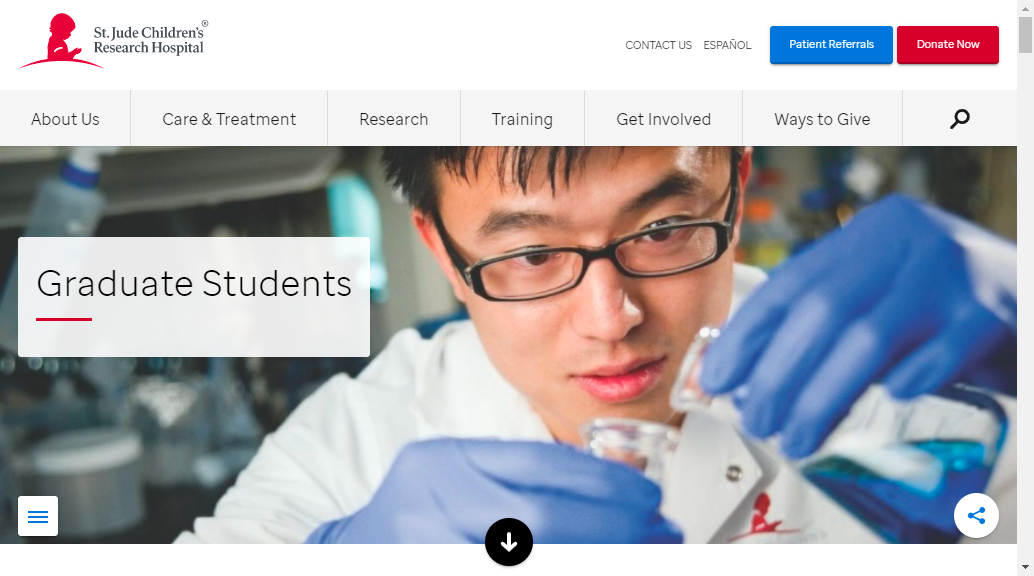 St. Jude Children's®
Research Hospital
CONTACT US
ESPAÑOL
Patient Referrals
Donate Now
About Us
Care & Treatment
Research
Training
Get Involved
Ways to Give
Graduate Students